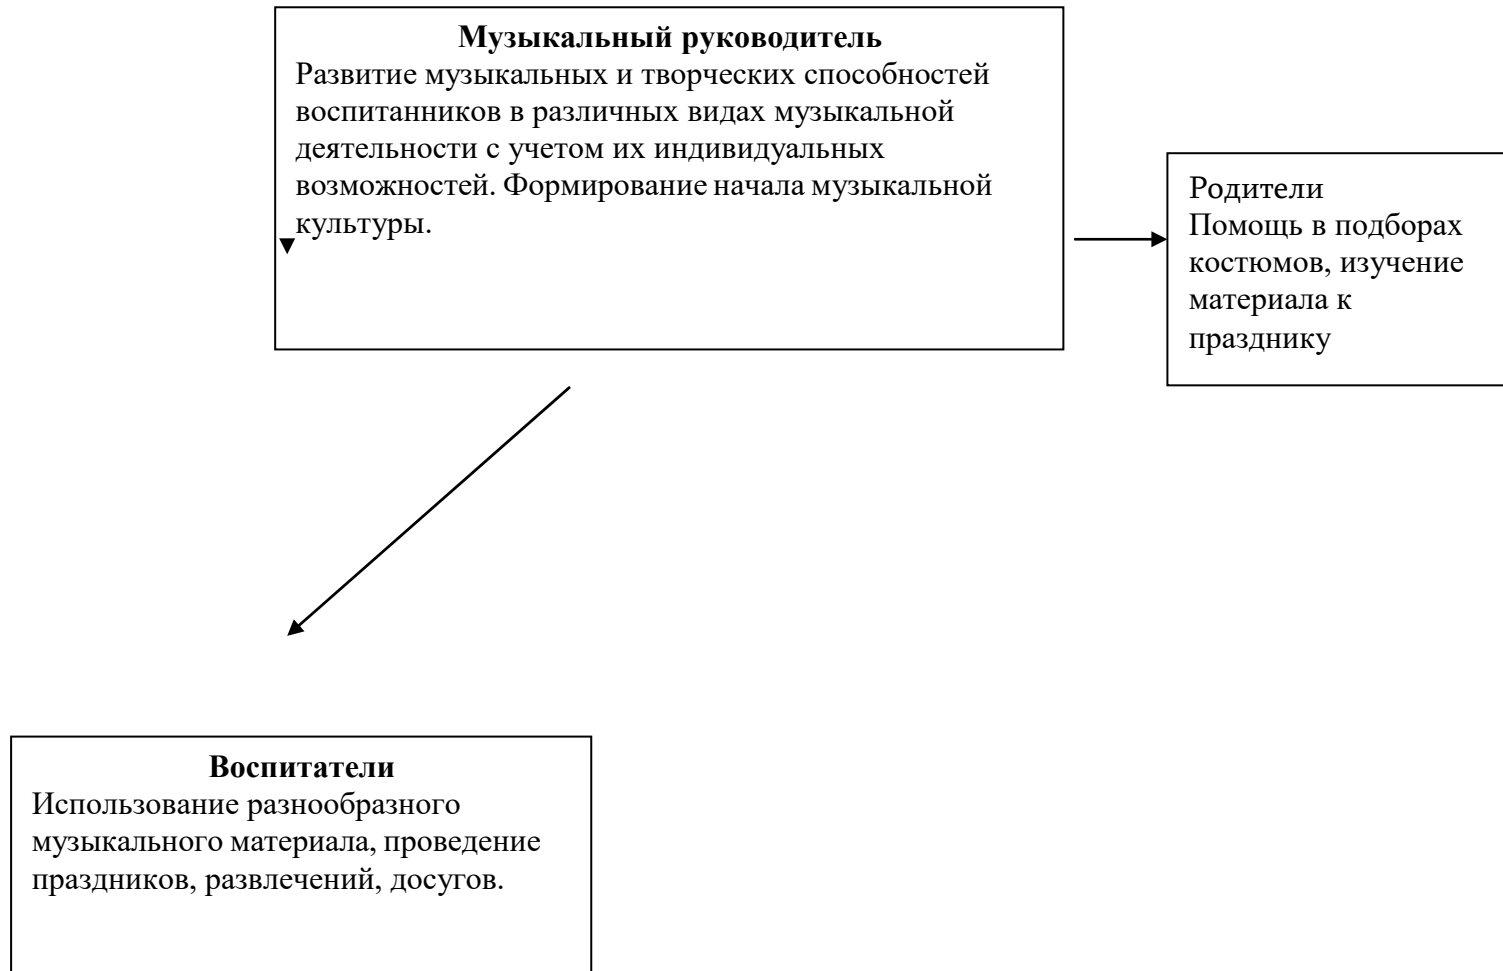 Музыкальный руководитель
Развитие музыкальных и творческих способностей
воспитанников в различных видах музыкальной
деятельности с учетом их индивидуальных
возможностей. Формирование начала музыкальной
культуры.
Родители
Помощь в подборах
костюмов, изучение
материала к
празднику
Воспитатели
Использование разнообразного
музыкального материала, проведение
праздников, развлечений, досугов.